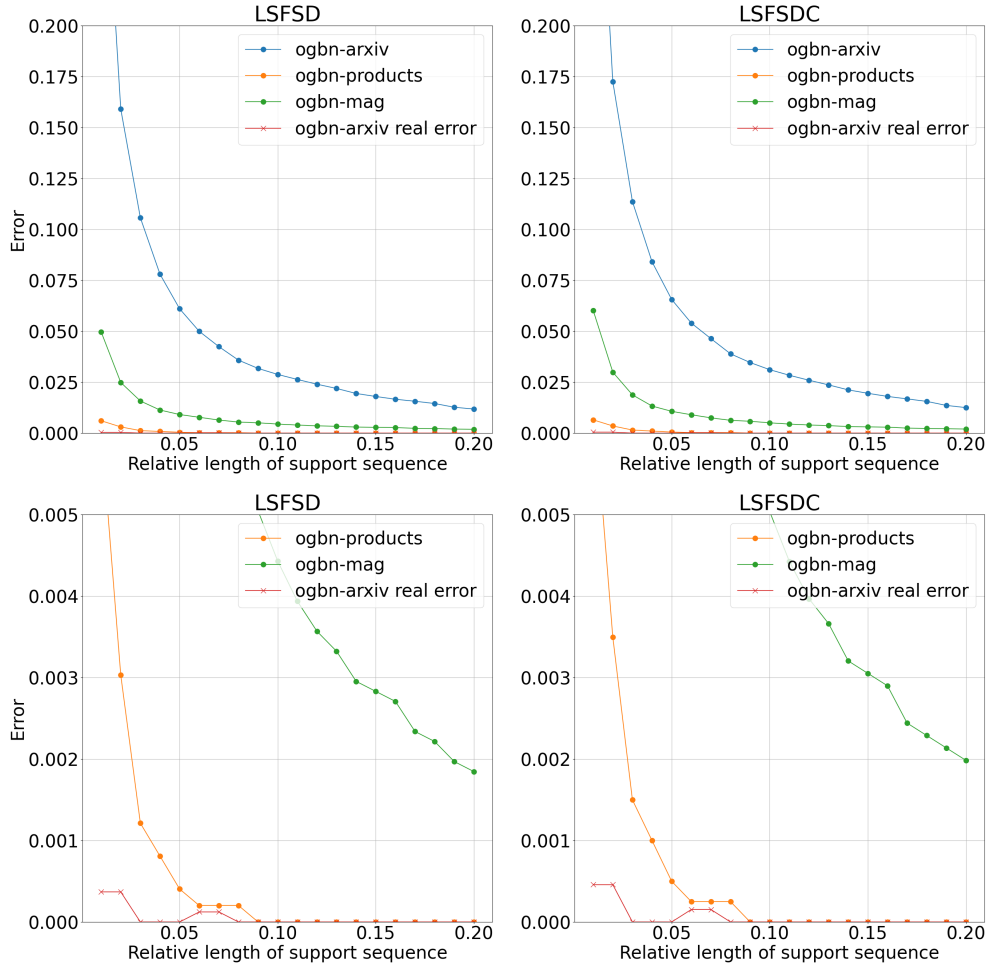 LSFSD
0.200
0.175
0.150
0.125
0.100
0.075
0.050
0.025
0.000
Error
ogbn-arxiv
ogbn-products
ogbn-mag
ogbn-arxiv real error
0.05 0.10 0.15 0.20
Relative length of support sequence
LSFSDC
0.200
0.175
0.150
0.125
0.100
0.075
0.050
0.025
0.000
ogbn-arxiv
ogbn-products
ogbn-mag
ogbn-arxiv real error
0.05 0.10 0.15 0.20
Relative length of support sequence
LSFSD
0.005
0.004
0.003
0.002
0.001
0.000
Error
ogbn-products
ogbn-mag
ogbn-arxiv real error
0.05 0.10 0.15 0.20
Relative length of support sequence
LSFSDC
0.005
0.004
0.003
0.002
0.001
0.000
ogbn-products
ogbn-mag
ogbn-arxiv real error
0.05 0.10 0.15 0.20
Relative length of support sequence